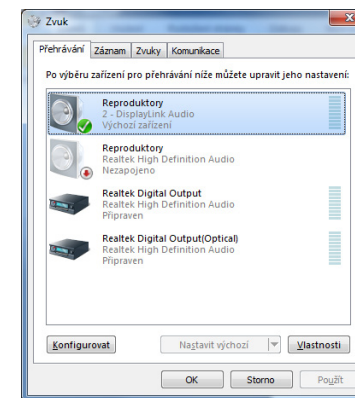 Zvuk
Přehrávání Záznam Zvuky Komunikace
Po výběru zařízení pro přehrávání níže můžete upravit jeho nastavení:
Reproduktory
2 - DisplayLink Audio
Výchozí zařízení
Reproduktory
Realtek High Definition Audio
Nezapojeno
Realtek Digital Output
Realtek High Definition Audio
Připraven
Realtek Digital Output(Optical)
Realtek High Definition Audio
Připraven
Konfigurovat Nastavit výchozí Vlastnosti
OK Storno Použít